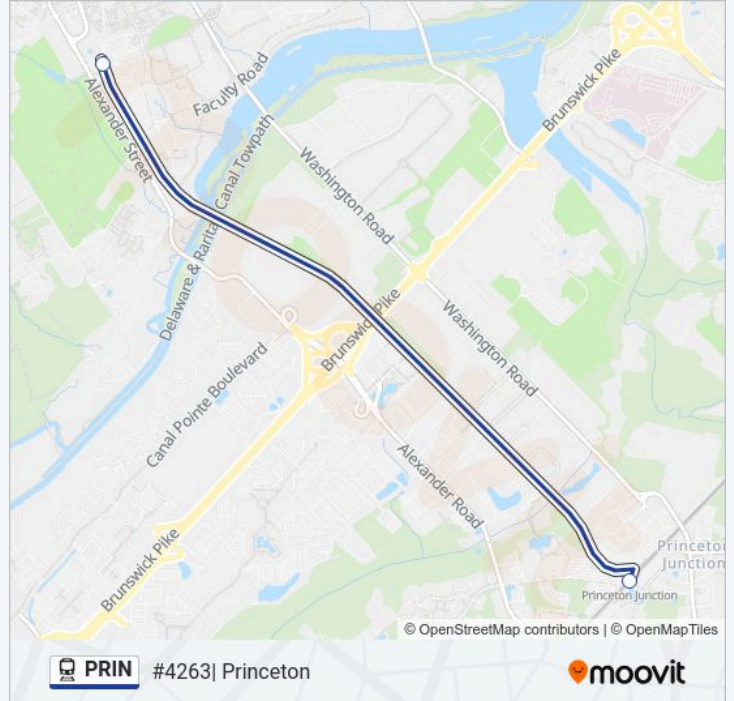 Faculty Road
Alexander Street
Brunswick Pike
Delaware & Raritan Canal Towpath
Washington Road
Brunswick Pike
Washington Road
Canal Pointe Boulevard
Alexander Road
Brunswick Pike
Princeton
Junction
Princeton Junction
© OpenStreetMap contributors | © OpenMapTiles
PRIN #4263| Princeton
moovit